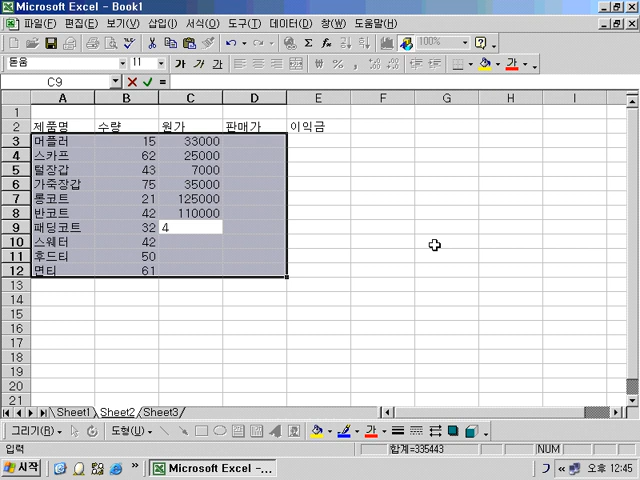 Microsoft Excel - Book1
파일(F) 편집(E) 보기(V) 삽입(I) 서식(O) 도구(T) 데이터(D) 창(W) 도움말(H)
100%
돋움 11 가 가 가
C9 =
A B C D E F G H I
1
2 제품명 수량 원가 판매가 이익금
3 머플러 15 33000
4 스카프 62 25000
5 털장갑 43 7000
6 가죽장갑 75 35000
7 롱코트 21 125000
8 반코트 42 110000
9 패딩코트 32 4
10 스웨터 42
11 후드티 50
12 면티 61
13
14
15
16
17
18
19
20
21
Sheet1 Sheet2 Sheet3
그리기(R) 도형(U) 가
입력 합계=335443 NUM
시작 Microsoft Excel -... 오후 12:45